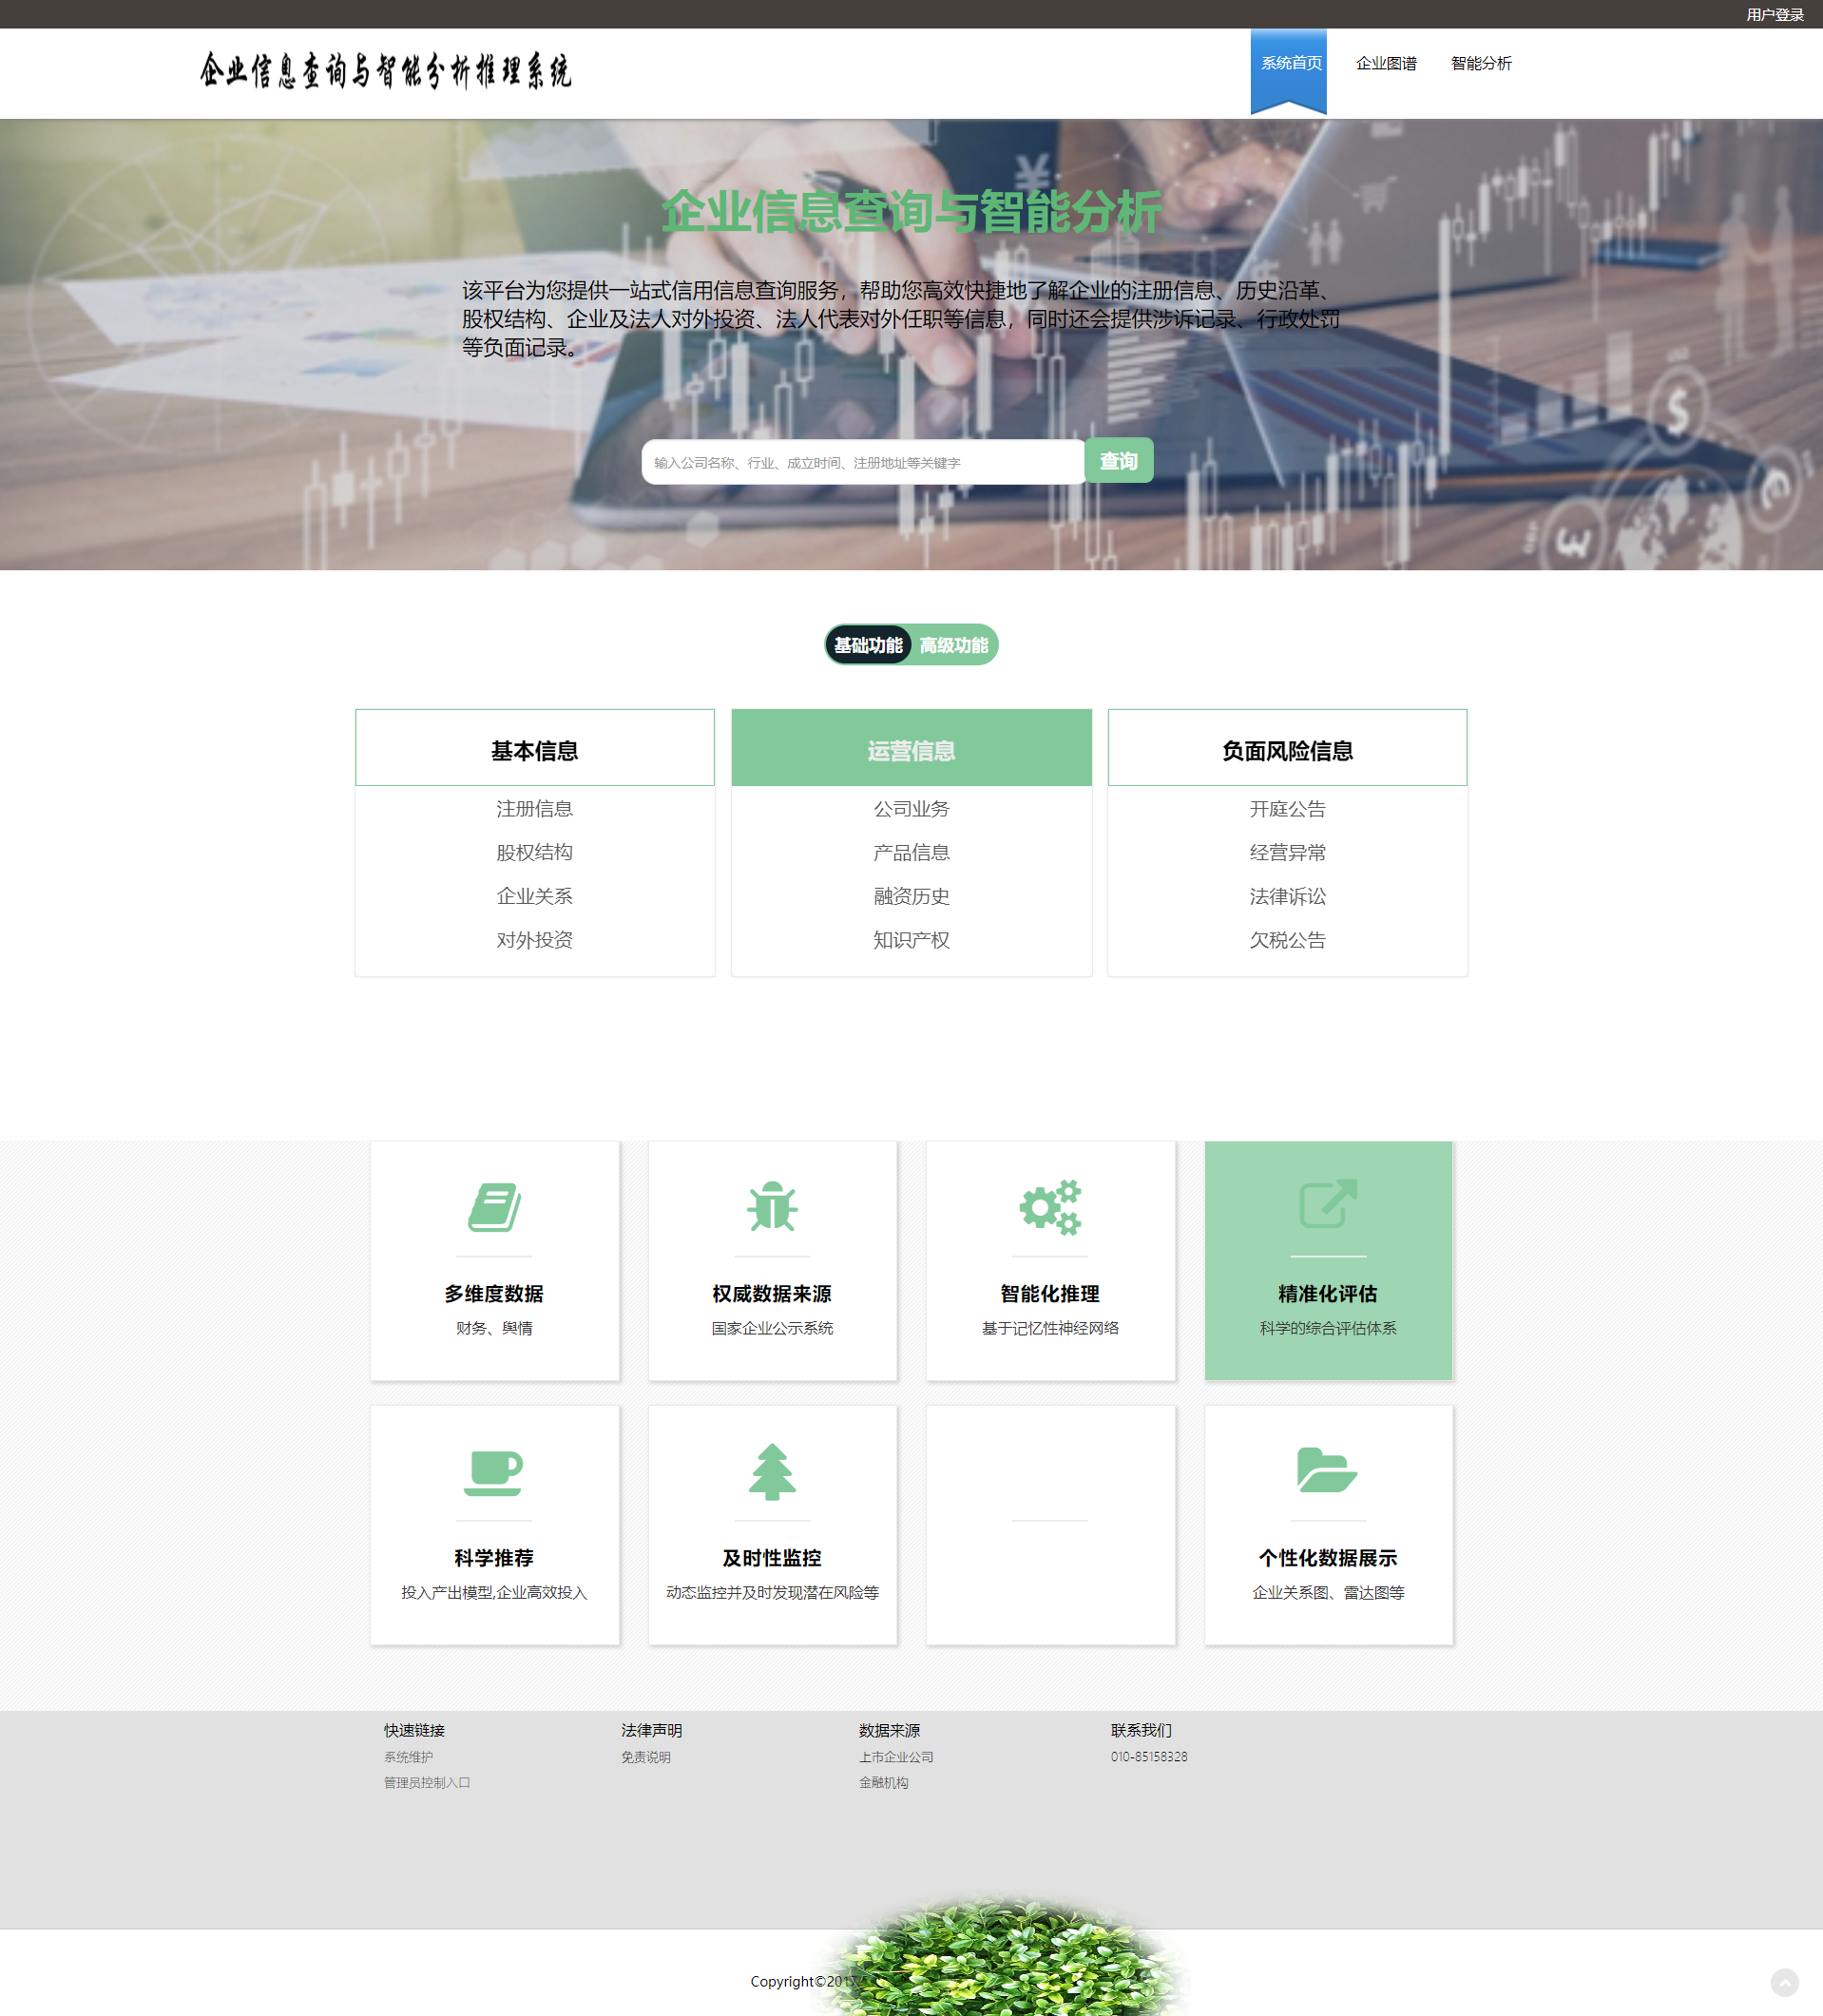 用户登录
企业信息查询与智能分析推理系统
系统首页 企业图谱 智能分析
企业信息查询与智能分析
该平台为您提供一站式信用信息查询服务，帮助您高效快捷地了解企业的注册信息、历史沿革、
股权结构、企业及法人对外投资、法人代表对外任职等信息，同时还会提供涉诉记录、行政处罚
等负面记录。
输入公司名称、行业、成立时间、注册地址等关键字
查询
基础功能 高级功能
基本信息
注册信息
股权结构
企业关系
对外投资
运营信息
公司业务
产品信息
融资历史
知识产权
负面风险信息
开庭公告
经营异常
法律诉讼
欠税公告
多维度数据
财务、舆情
权威数据来源
国家企业公示系统
智能化推理
基于记忆性神经网络
精准化评估
科学的综合评估体系
科学推荐
投入产出模型,企业高效投入
及时性监控
动态监控并及时发现潜在风险等
个性化数据展示
企业关系图、雷达图等
快速链接
系统维护
管理员控制入口
法律声明
免责说明
数据来源
上市企业公司
金融机构
联系我们
010-85158328
Copyright©2017